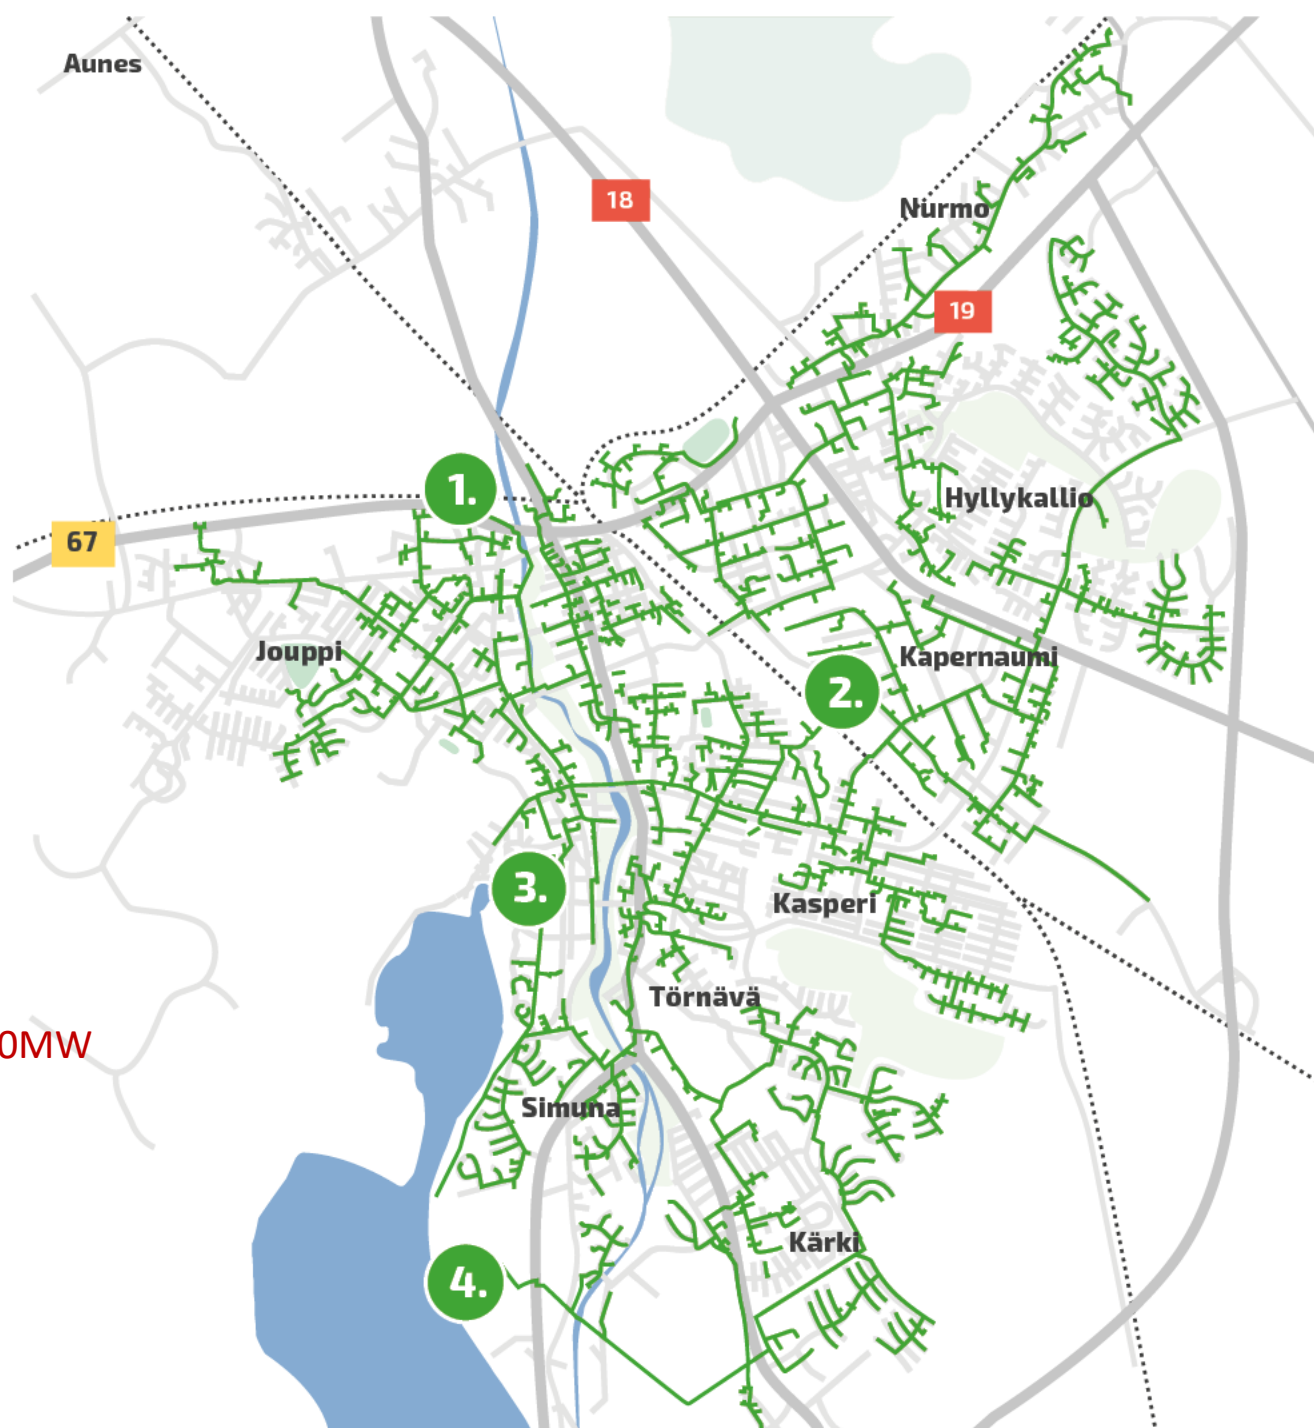 Aunes
18
Nurmo
19
1.
Hyllykallio
67
Jouppi
Kapernaumi
2.
3.
Kasperi
Törnävä
0MW
Simuna
Kärki
4.